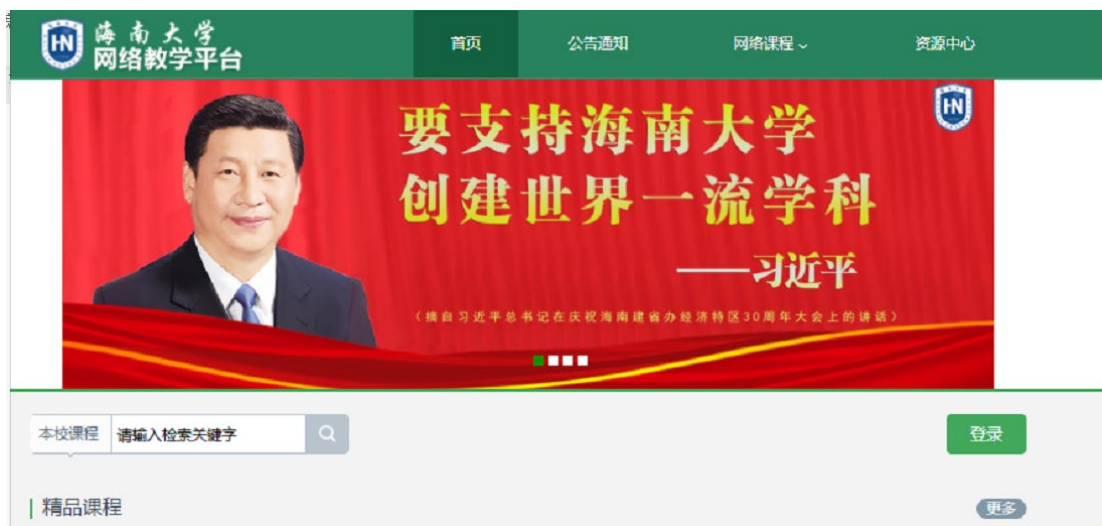 HN
海南大学
网络教学平台
首页
公告通知
网络课程
资源中心
HN
要支持海南大学
创建世界一流学科
——习近平
（摘自习近平总书记在庆祝海南建省办经济特区30周年大会上的讲话）
本校课程
请输入检索关键字
登录
精品课程
更多